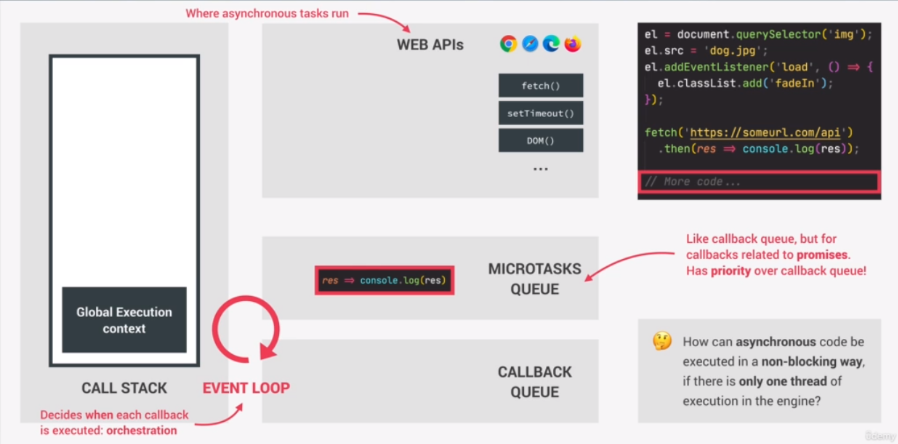 Where asynchronous tasks run
WEB APIs
fetch()
setTimeout()
DOM()
...
el = document.querySelector('img');
el.src = 'dog.jpg';
el.addEventListener('load', () => {
el.classList.add('fadeIn');
});
fetch('https://someurl.com/api')
.then(res => console.log(res));
// More code...
Global Execution
context
CALL STACK
EVENT LOOP
Decides when each callback
is executed: orchestration
res => console.log(res)
MICROTASKS
QUEUE
Like callback queue, but for
callbacks related to promises.
Has priority over callback queue!
CALLBACK
QUEUE
How can asynchronous code be
executed in a non-blocking way,
if there is only one thread of
execution in the engine?
Udemy